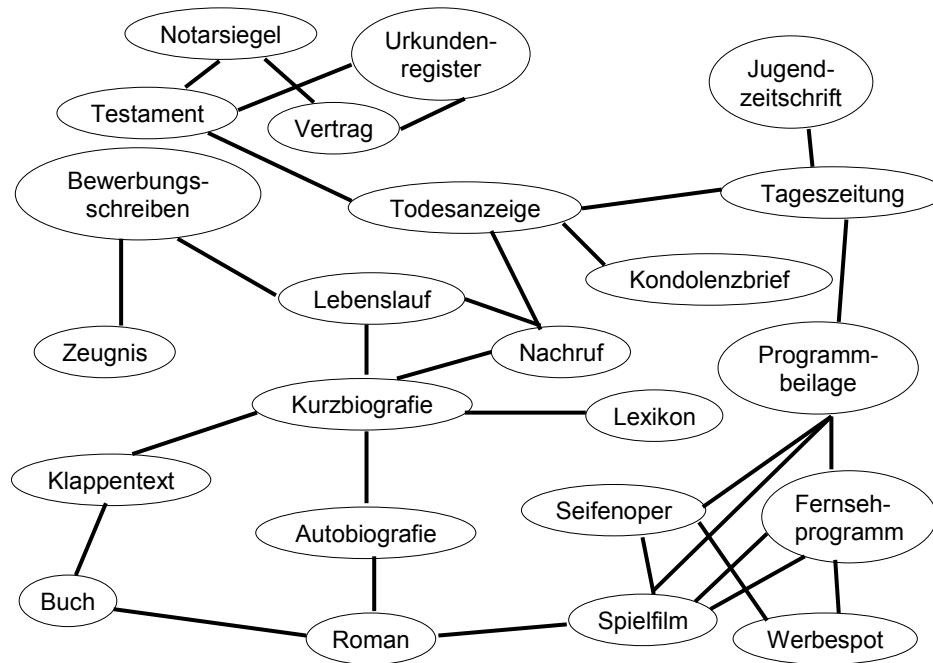 Notarsiegel
Urkunden-
register
Jugend-
zeitschrift
Testament
Vertrag
Bewerbungs-
schreiben
Todesanzeige
Tageszeitung
Kondolenzbrief
Lebenslauf
Zeugnis
Nachruf
Programm-
beilage
Kurzbiografie
Lexikon
Klappentext
Seifenoper
Fernseh-
programm
Autobiografie
Buch
Roman
Spielfilm
Werbespot